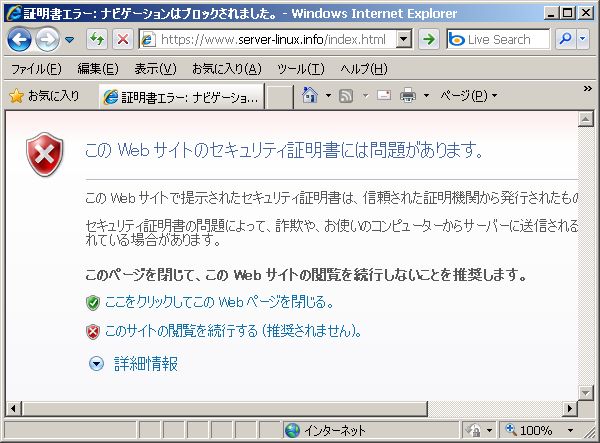 証明書エラー: ナビゲーションはブロックされました。 - Windows Internet Explorer
https://www.server-linux.info/index.html
Live Search
ファイル(F) 編集(E) 表示(V) お気に入り(A) ツール(T) ヘルプ(H)
お気に入り 証明書エラー: ナビゲーショ... ページ(P)
この Web サイトのセキュリティ証明書には問題があります。
この Web サイトで提示されたセキュリティ証明書は、信頼された証明機関から発行されたもの
セキュリティ証明書の問題によって、詐欺や、お使いのコンピューターからサーバーに送信される
れている場合があります。
このページを閉じて、この Web サイトの閲覧を続行しないことを推奨します。
ここをクリックしてこの Web ページを閉じる。
このサイトの閲覧を続行する (推奨されません)。
詳細情報
インターネット 100%